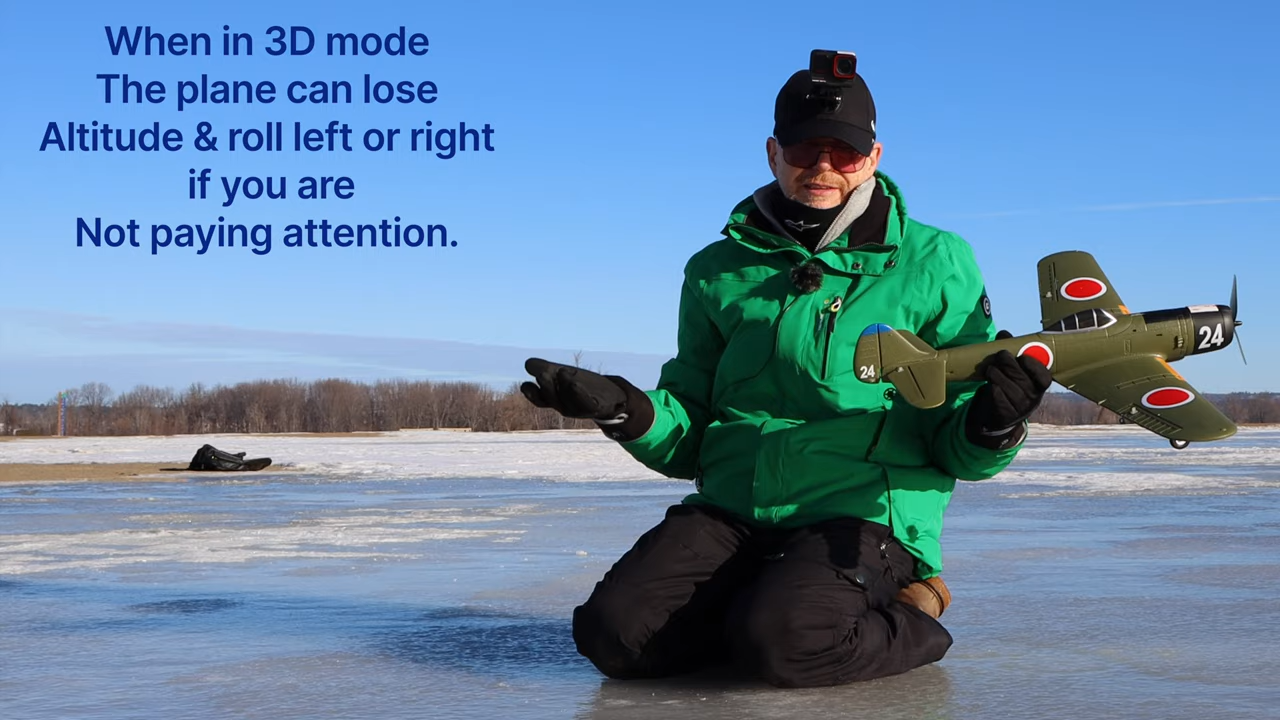 When in 3D mode
The plane can lose
Altitude & roll left or right
if you are
Not paying attention.
24
24